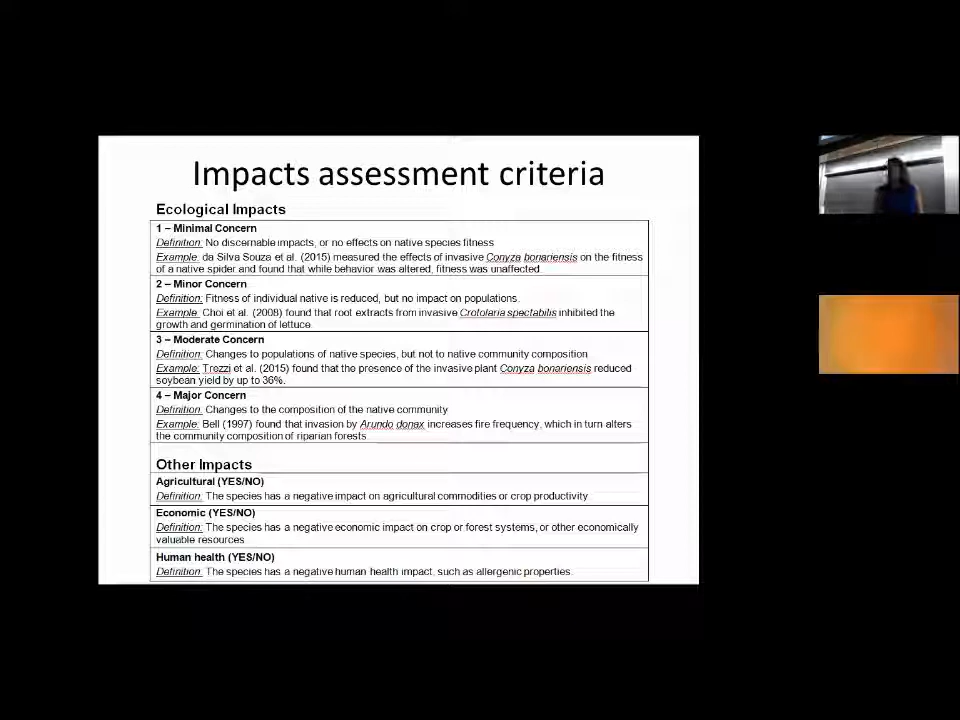 Impacts assessment criteria
Ecological Impacts
1 – Minimal Concern
Definition: No discernable impacts, or no effects on native species fitness
Example: da Silva Souza et al. (2015) measured the effects of invasive Conyza bonariensis on the fitness
of a native spider and found that while behavior was altered, fitness was unaffected.
2 – Minor Concern
Definition: Fitness of individual native is reduced, but no impact on populations.
Example: Choi et al. (2008) found that root extracts from invasive Crotolaria spectabilis inhibited the
growth and germination of lettuce.
3 – Moderate Concern
Definition: Changes to populations of native species, but not to native community composition
Example: Trezzi et al. (2015) found that the presence of the invasive plant Conyza bonariensis reduced
soybean yield by up to 36%.
4 – Major Concern
Definition: Changes to the composition of the native community
Example: Bell (1997) found that invasion by Arundo donax increases fire frequency, which in turn alters
the community composition of riparian forests.
Other Impacts
Agricultural (YES/NO)
Definition: The species has a negative impact on agricultural commodities or crop productivity
Economic (YES/NO)
Definition: The species has a negative economic impact on crop or forest systems, or other economically
valuable resources
Human health (YES/NO)
Definition: The species has a negative human health impact, such as allergenic properties.